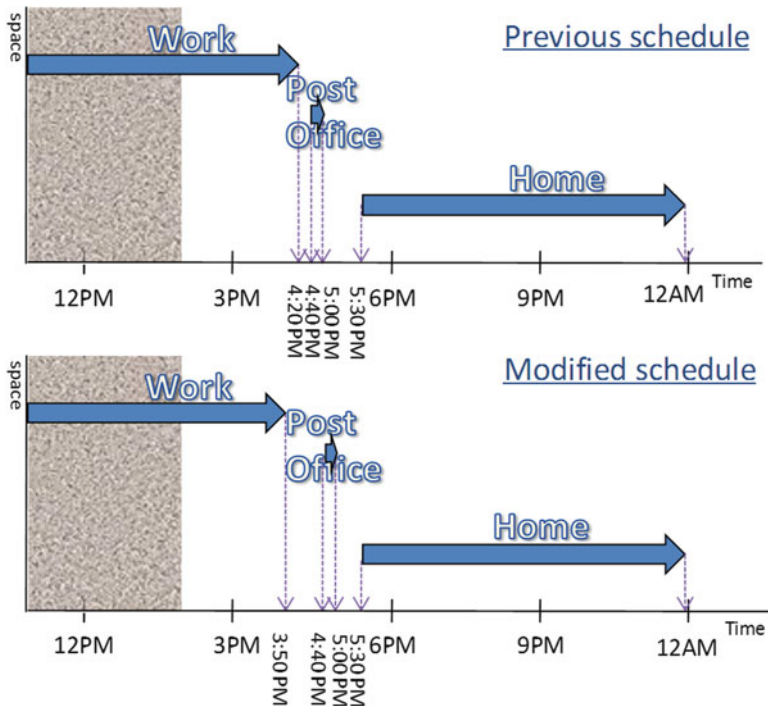 space
Work
Previous schedule
Post
Office
Home
Time
12PM
3PM
6PM
9PM
12AM
4:20PM
4:40PM
5:00PM
5:30PM
space
Work
Modified schedule
Post
Office
Home
Time
12PM
3PM
6PM
9PM
12AM
3:50PM
4:40PM
5:00PM
5:30PM